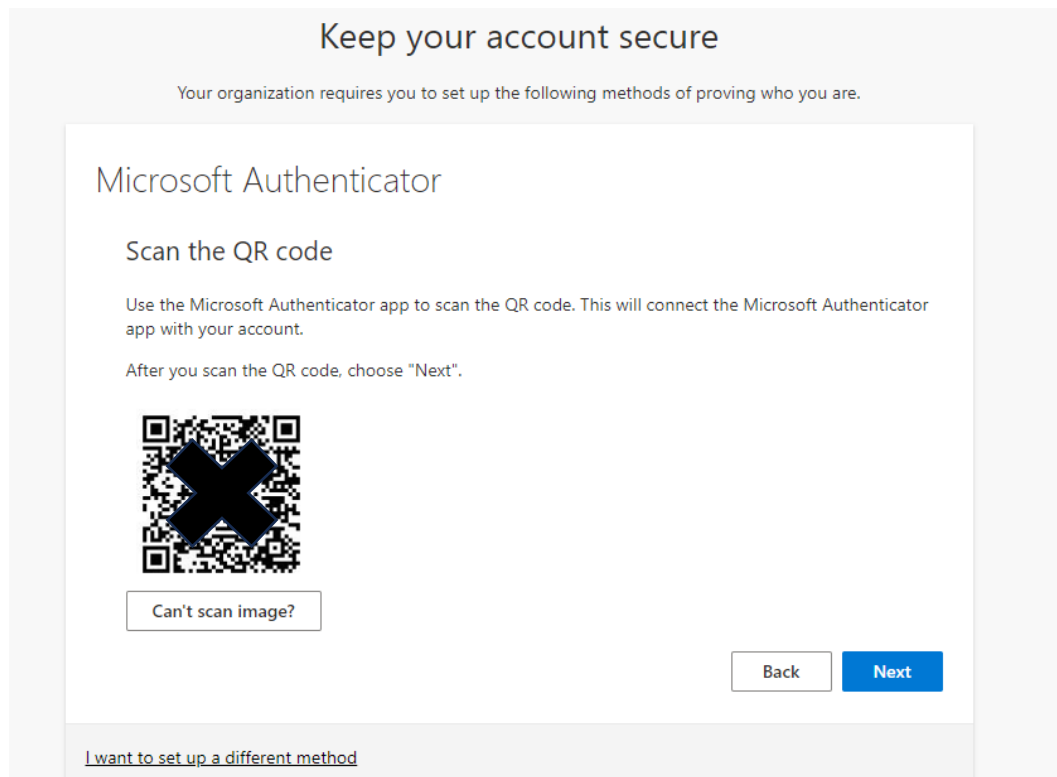 Keep your account secure
Your organization requires you to set up the following methods of proving who you are.
Microsoft Authenticator
Scan the QR code
Use the Microsoft Authenticator app to scan the QR code. This will connect the Microsoft Authenticator
app with your account.
After you scan the QR code, choose "Next".
Can't scan image?
Back
Next
I want to set up a different method